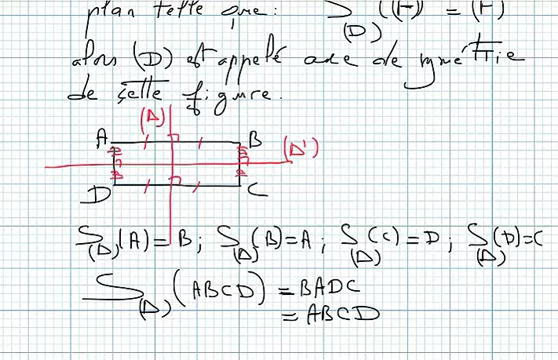 plan telle que: S(D)((F)) = (F)
alors (D) est appelé axe de symétrie
de cette figure.
(Δ)
A B (Δ')
D C
S(Δ)(A) = B ; S(Δ)(B) = A ; S(Δ)(C) = D ; S(Δ)(D) = C
S(Δ)(ABCD) = BADC
= ABCD